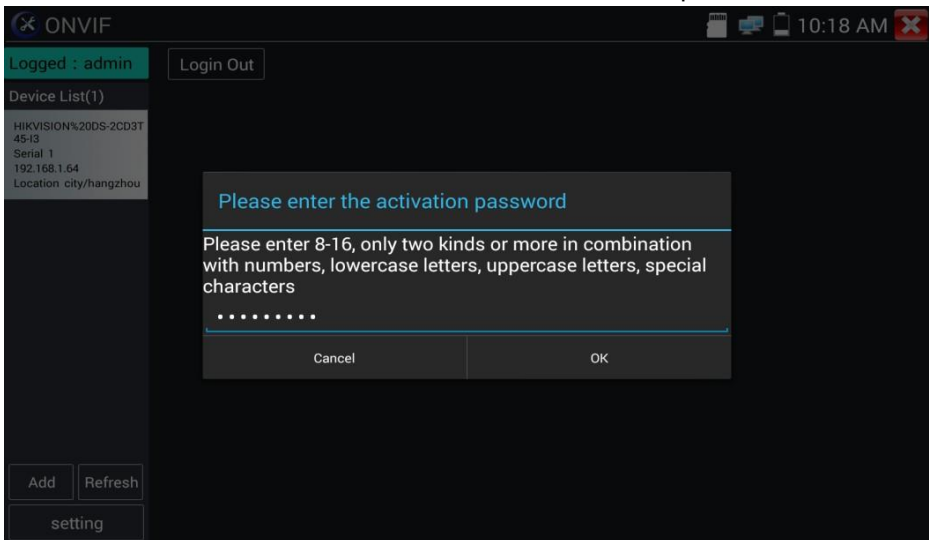 ONVIF
10:18 AM
Logged : admin
Login Out
Device List(1)
HIKVISION%20DS-2CD3T
45-I3
Serial 1
192.168.1.64
Location city/hangzhou
Please enter the activation password
Please enter 8-16, only two kinds or more in combination
with numbers, lowercase letters, uppercase letters, special
characters
•••••••••
Cancel
OK
Add
Refresh
setting